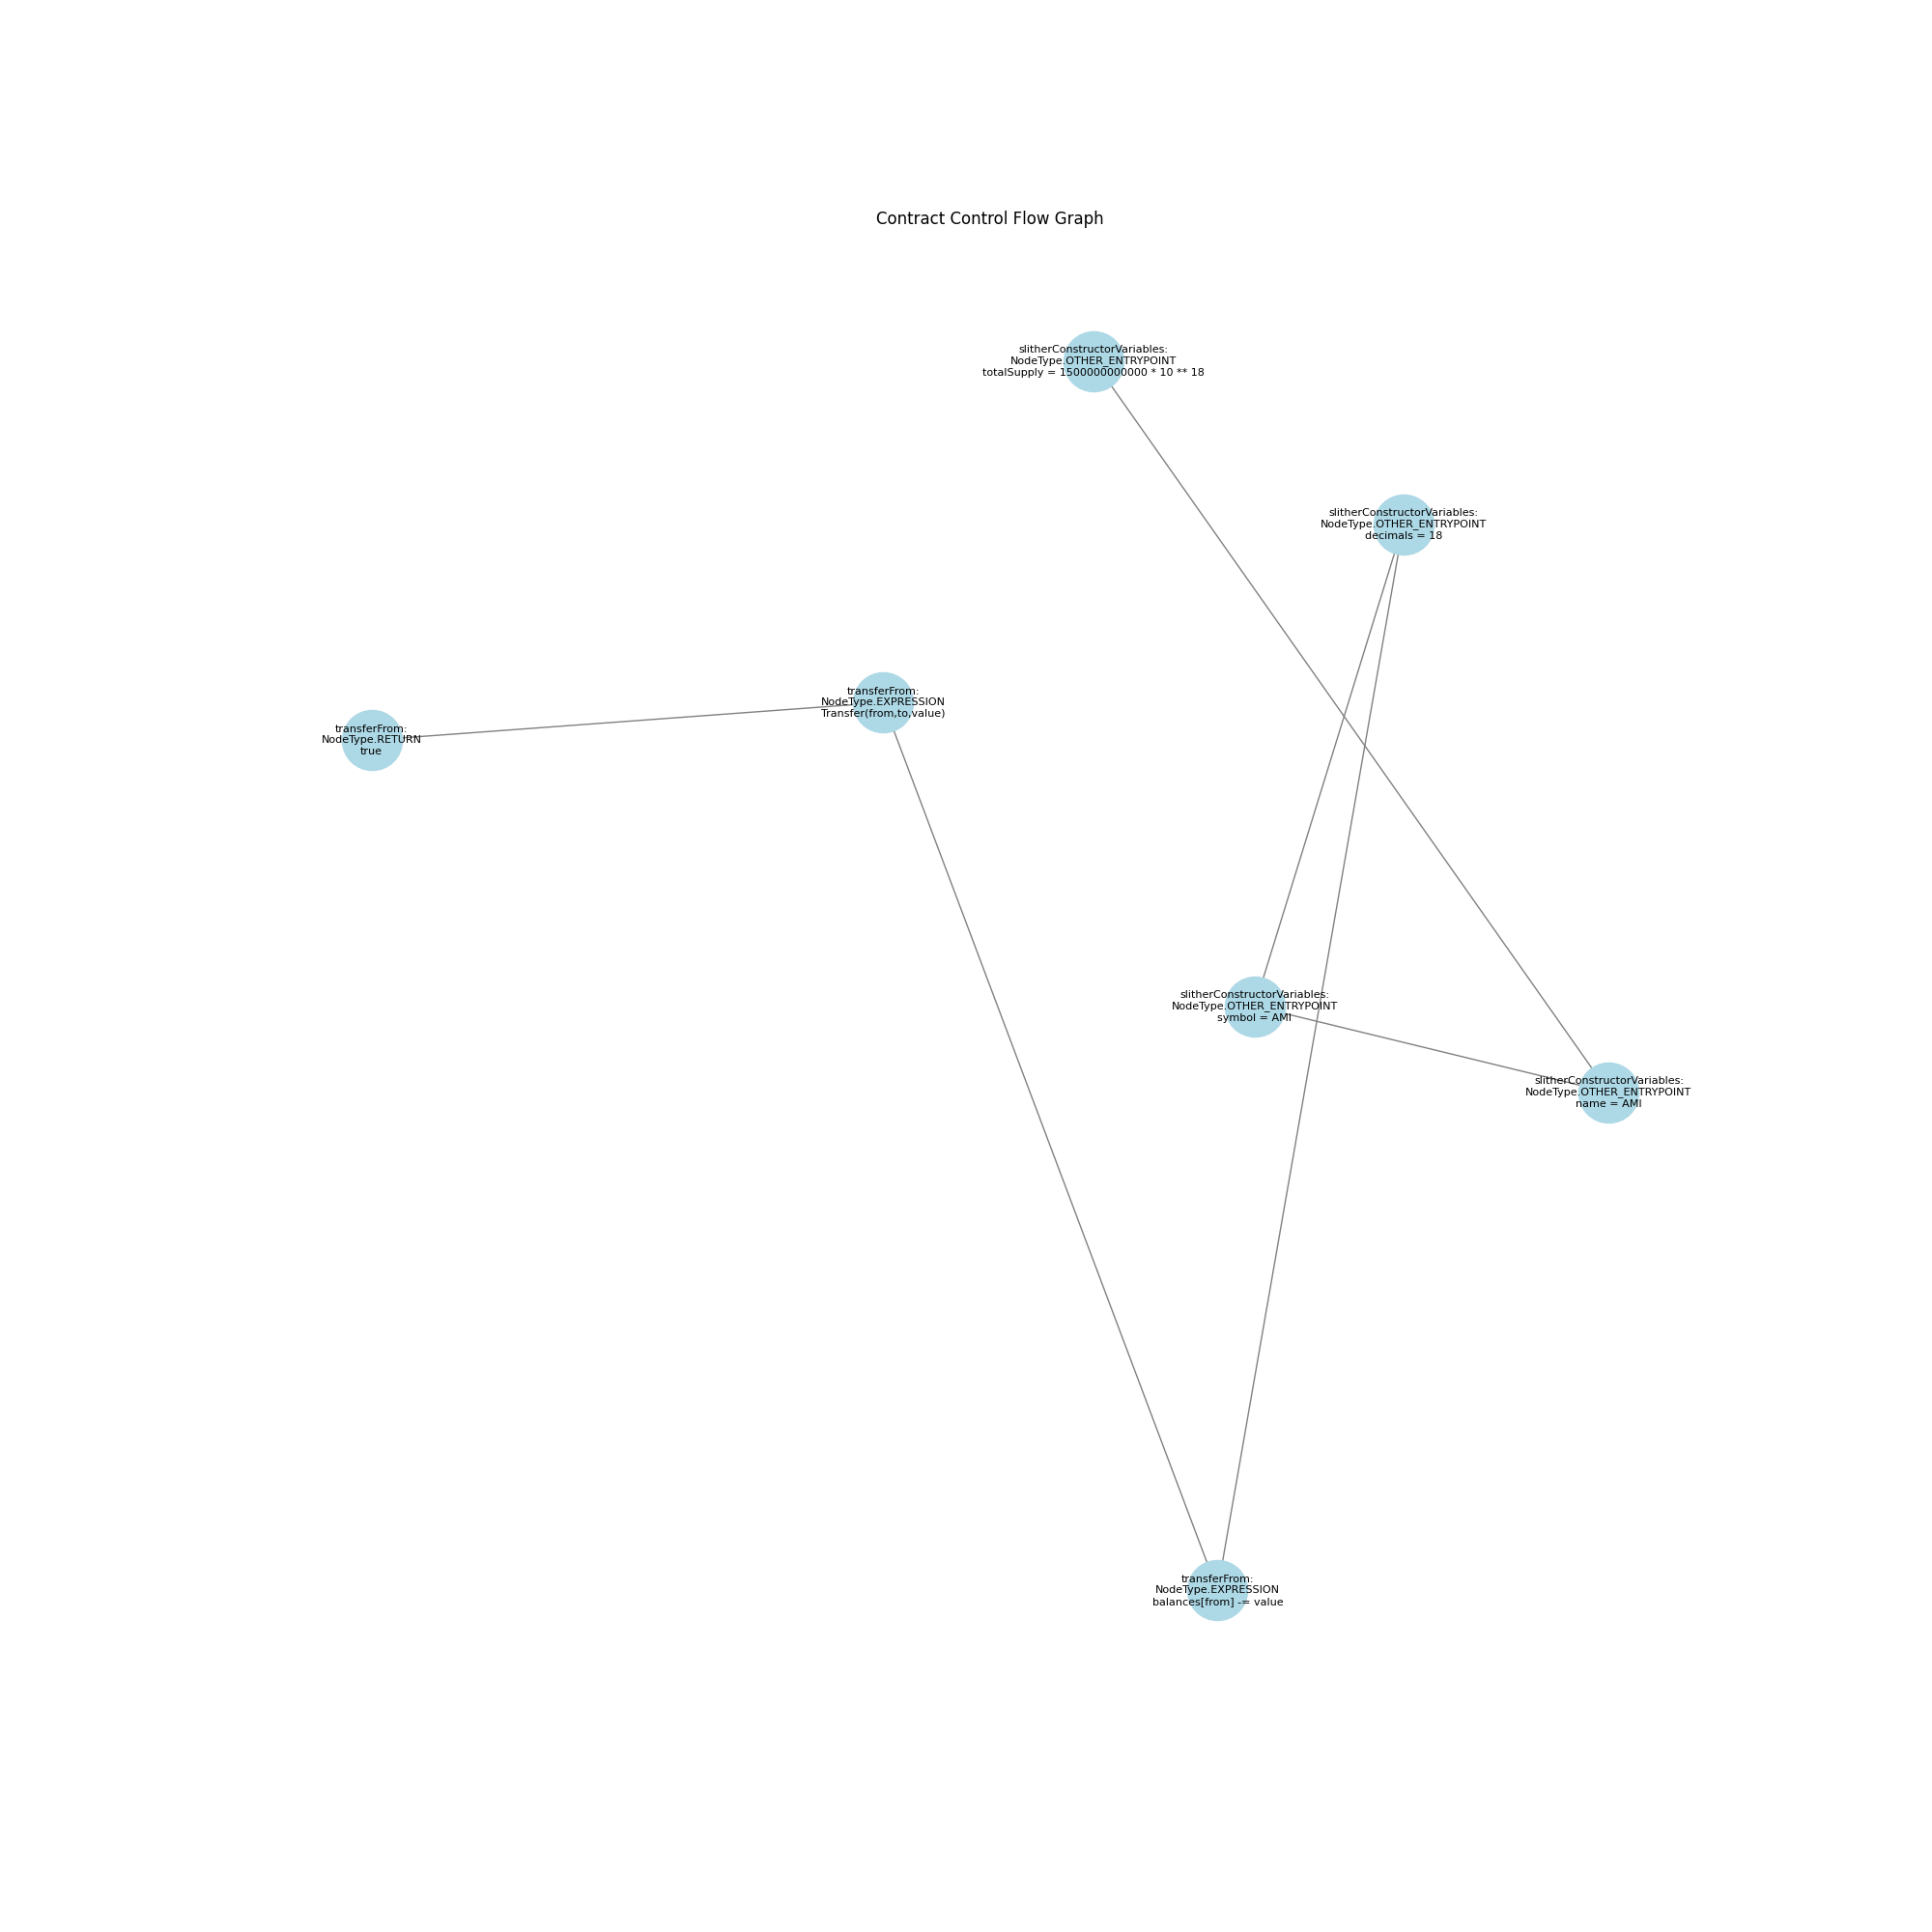 Contract Control Flow Graph
slitherConstructorVariables:
NodeType.OTHER_ENTRYPOINT
totalSupply = 1500000000000 * 10 ** 18
slitherConstructorVariables:
NodeType.OTHER_ENTRYPOINT
decimals = 18
transferFrom:
NodeType.EXPRESSION
Transfer(from,to,value)
transferFrom:
NodeType.RETURN
true
slitherConstructorVariables:
NodeType.OTHER_ENTRYPOINT
symbol = AMI
slitherConstructorVariables:
NodeType.OTHER_ENTRYPOINT
name = AMI
transferFrom:
NodeType.EXPRESSION
balances[from] -= value